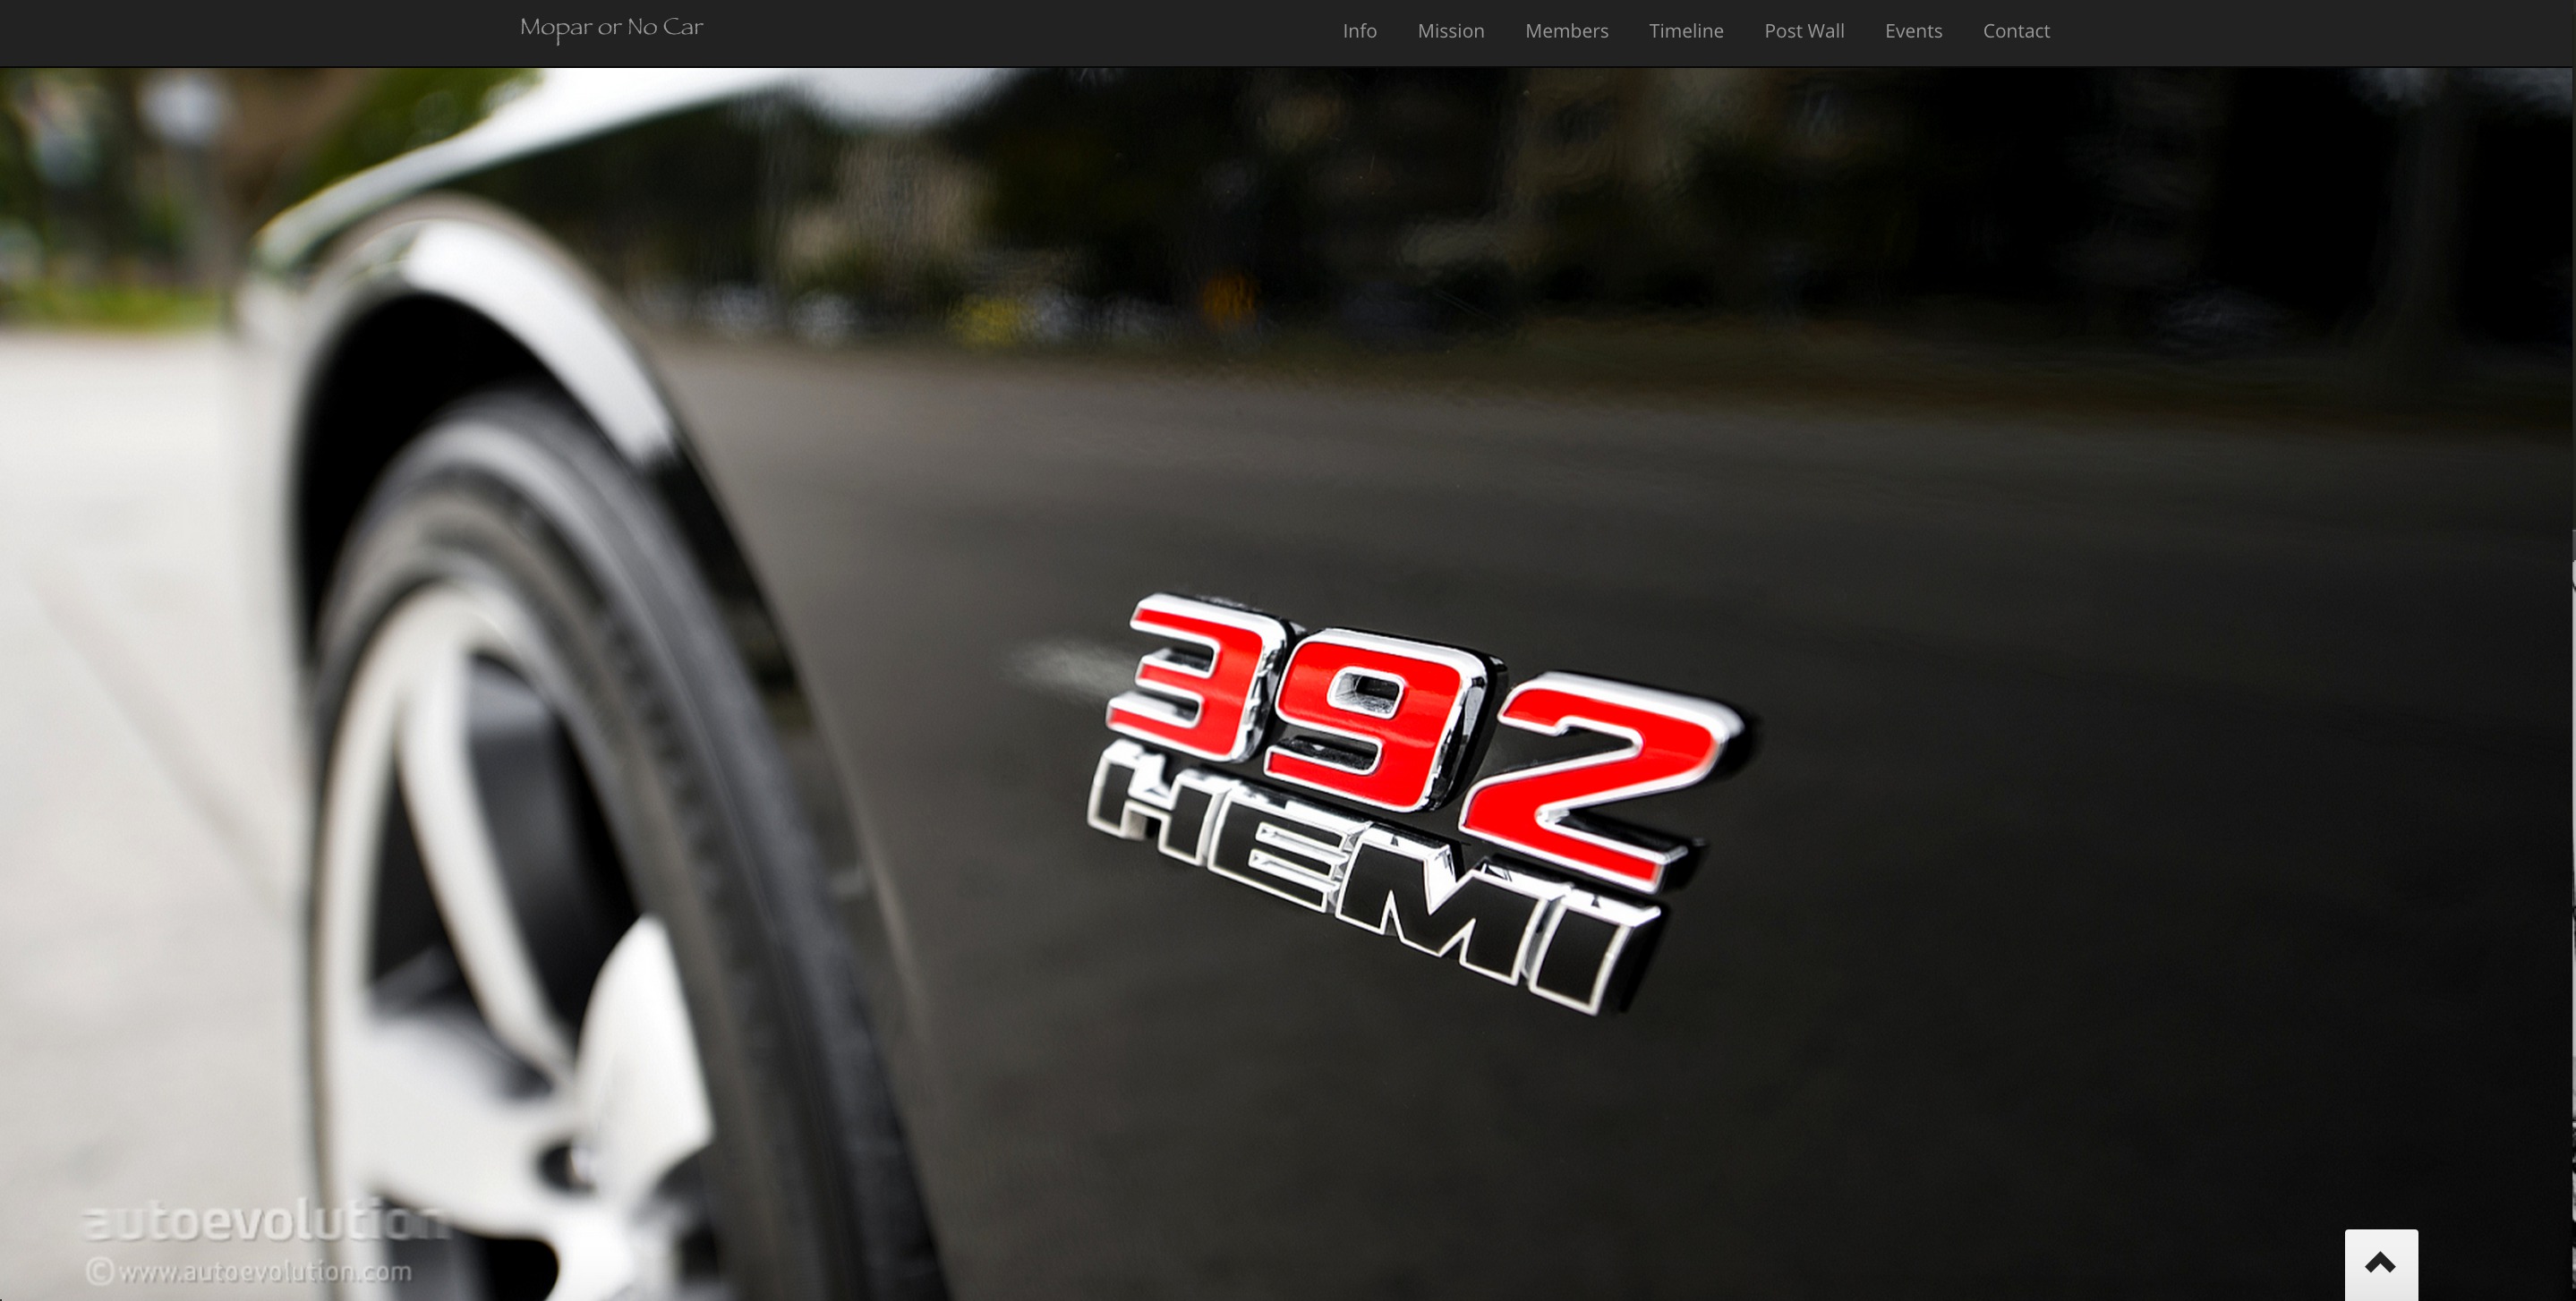 Mopar or No Car
Info Mission Members Timeline Post Wall Events Contact
392
HEMI
autoevolution
©www.autoevolution.com